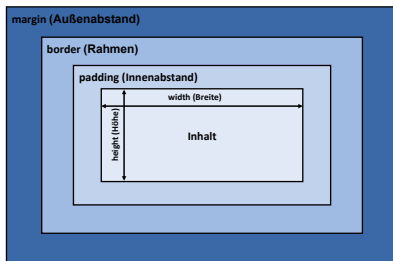 margin (Außenabstand)
border (Rahmen)
padding (Innenabstand)
width (Breite)
height (Höhe)
Inhalt